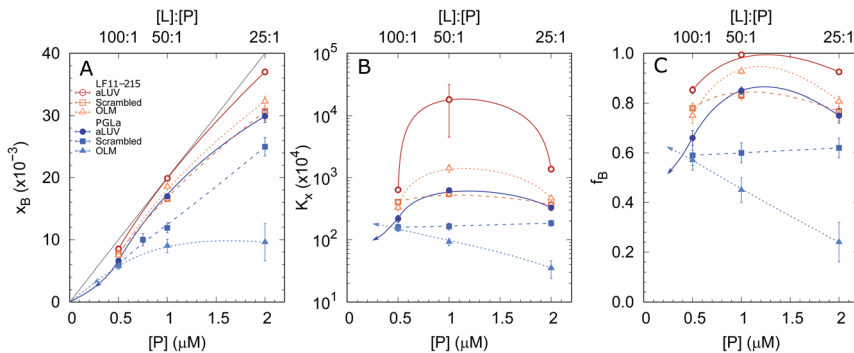 [L]:[P]
100:1 50:1 25:1
A
LF11–215
aLUV
Scrambled
OLM
PGLa
aLUV
Scrambled
OLM
40
30
20
10
0
x_B (x10^-3)
0 0.5 1 1.5 2
[P] (μM)
[L]:[P]
100:1 50:1 25:1
B
10^5
10^4
10^3
10^2
10^1
K_x (x10^4)
0 0.5 1 1.5 2
[P] (μM)
[L]:[P]
100:1 50:1 25:1
C
1.0
0.8
0.6
0.4
0.2
0.0
f_B
0 0.5 1 1.5 2
[P] (μM)